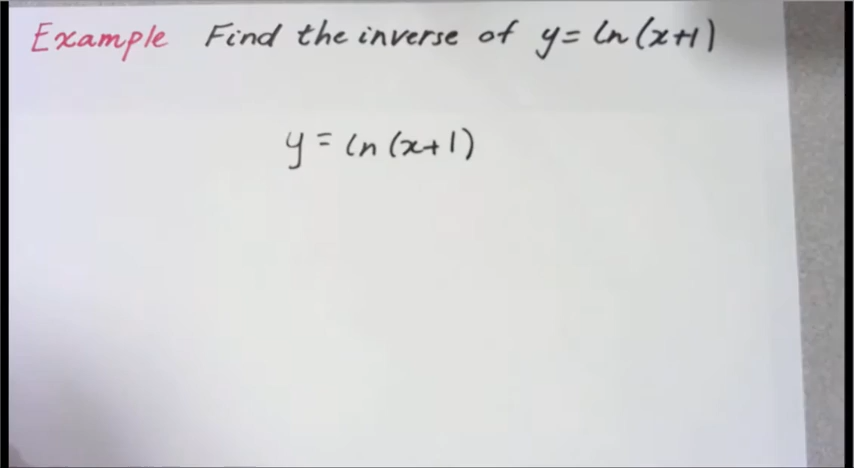 Example Find the inverse of y = ln (x+1)
y = ln (x+1)